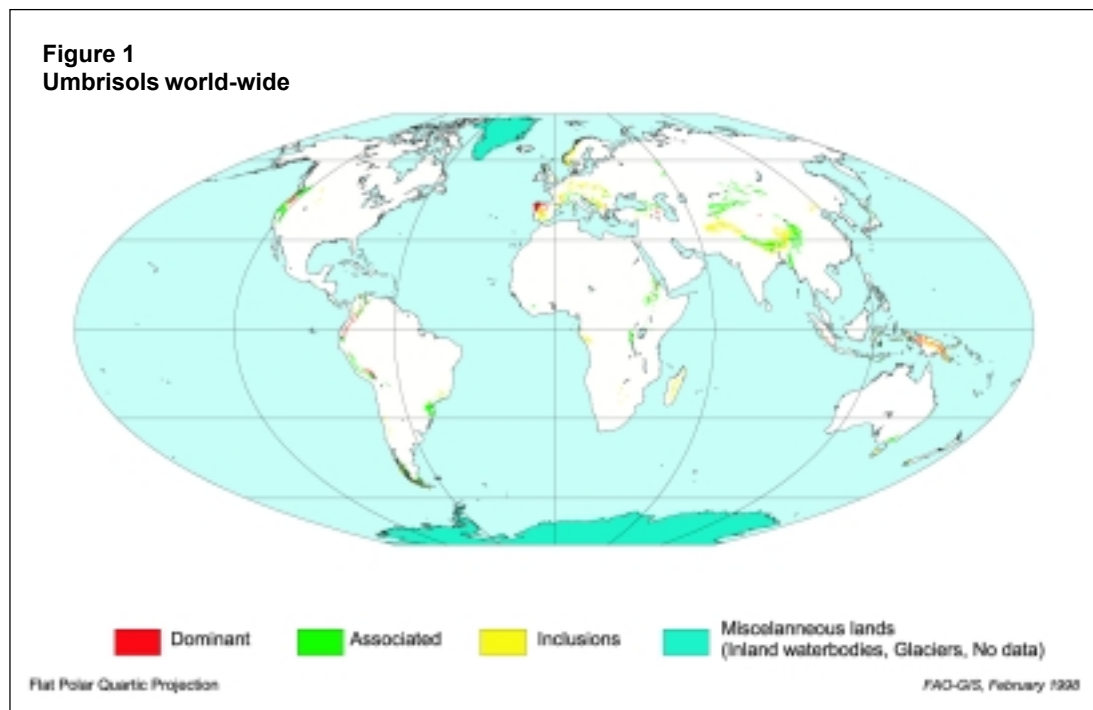 Figure 1
Umbrisols world-wide
Dominant
Associated
Inclusions
Miscelanneous lands
(Inland waterbodies, Glaciers, No data)
Flat Polar Quartic Projection
FAO-GIS, February 1998